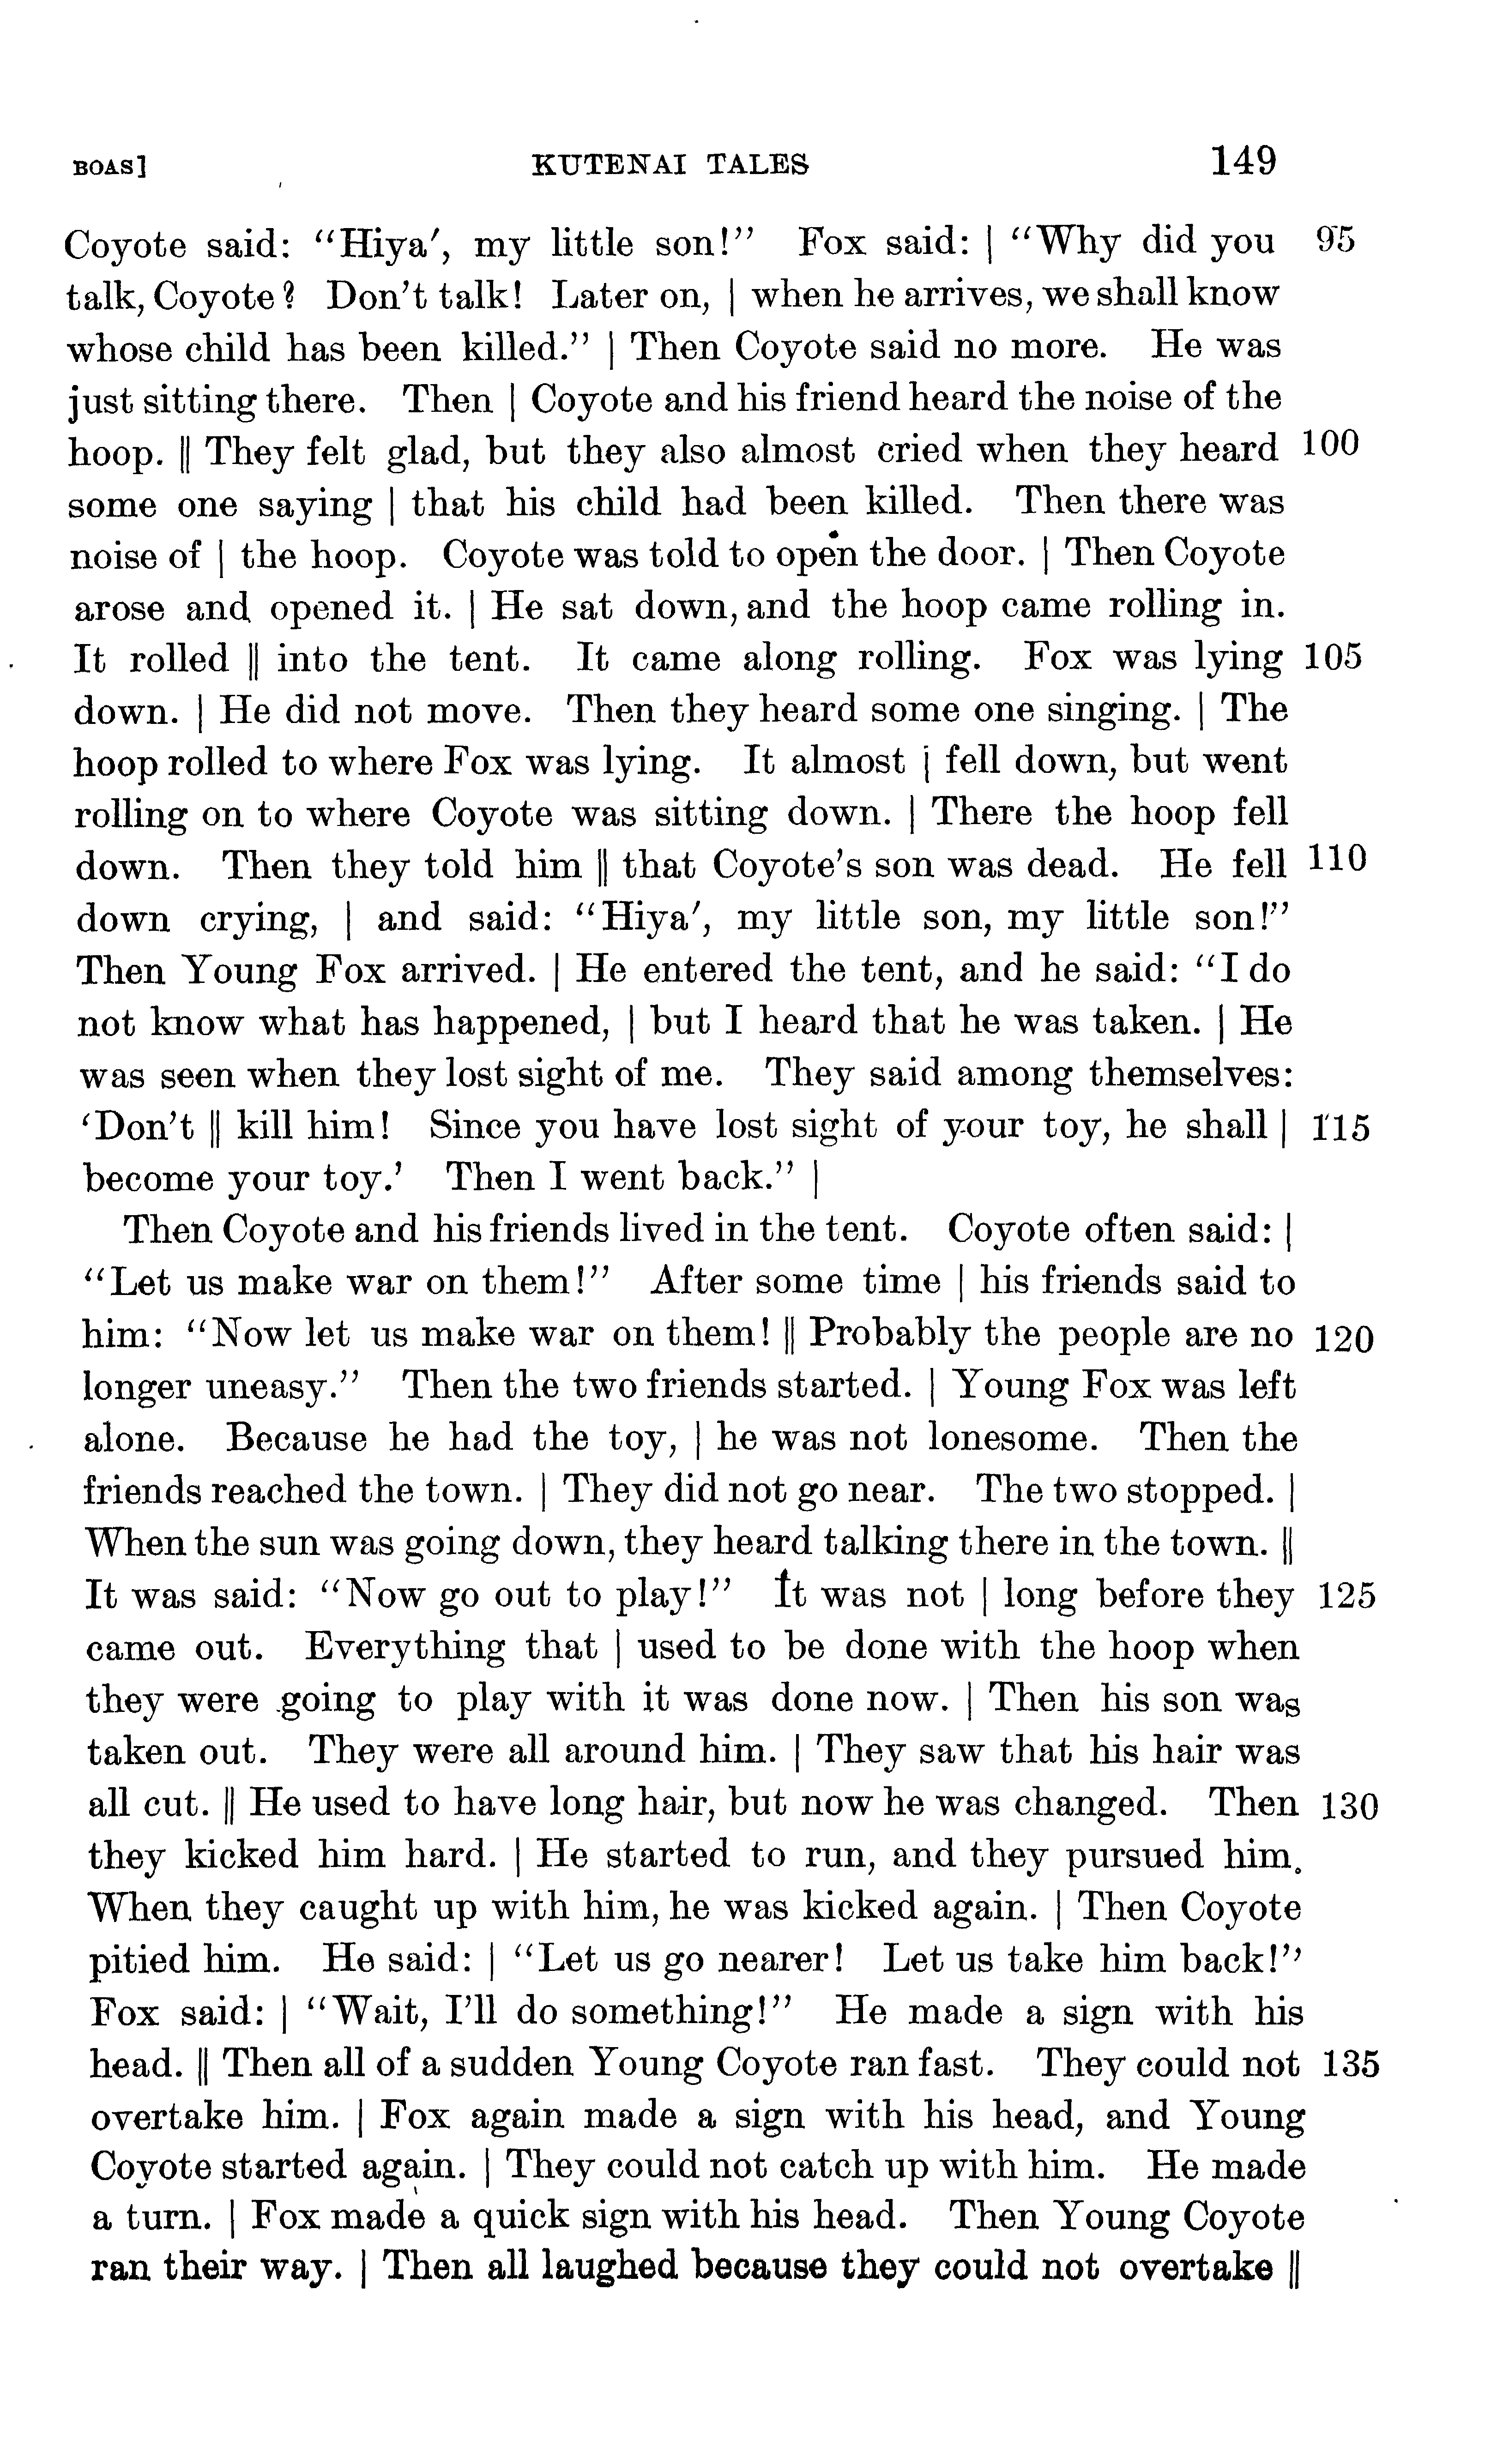 BOAS] KUTENAI TALES 149
Coyote said: “Hiya′, my little son!” Fox said: | “Why did you 95
talk, Coyote? Don’t talk! Later on, | when he arrives, we shall know
whose child has been killed.” | Then Coyote said no more. He was
just sitting there. Then | Coyote and his friend heard the noise of the
hoop. || They felt glad, but they also almost cried when they heard 100
some one saying | that his child had been killed. Then there was
noise of | the hoop. Coyote was told to open the door. | Then Coyote
arose and opened it. | He sat down, and the hoop came rolling in.
It rolled || into the tent. It came along rolling. Fox was lying 105
down. | He did not move. Then they heard some one singing. | The
hoop rolled to where Fox was lying. It almost | fell down, but went
rolling on to where Coyote was sitting down. | There the hoop fell
down. Then they told him || that Coyote’s son was dead. He fell 110
down crying, | and said: “Hiya′, my little son, my little son!”
Then Young Fox arrived. | He entered the tent, and he said: “I do
not know what has happened, | but I heard that he was taken. | He
was seen when they lost sight of me. They said among themselves:
‘Don’t || kill him! Since you have lost sight of your toy, he shall | 115
become your toy.’ Then I went back.” |
Then Coyote and his friends lived in the tent. Coyote often said: |
“Let us make war on them!” After some time | his friends said to
him: “Now let us make war on them! || Probably the people are no 120
longer uneasy.” Then the two friends started. | Young Fox was left
alone. Because he had the toy, | he was not lonesome. Then the
friends reached the town. | They did not go near. The two stopped. |
When the sun was going down, they heard talking there in the town. ||
It was said: “Now go out to play!” It was not | long before they 125
came out. Everything that | used to be done with the hoop when
they were going to play with it was done now. | Then his son was
taken out. They were all around him. | They saw that his hair was
all cut. || He used to have long hair, but now he was changed. Then 130
they kicked him hard. | He started to run, and they pursued him.
When they caught up with him, he was kicked again. | Then Coyote
pitied him. He said: | “Let us go nearer! Let us take him back!”
Fox said: | “Wait, I’ll do something!” He made a sign with his
head. || Then all of a sudden Young Coyote ran fast. They could not 135
overtake him. | Fox again made a sign with his head, and Young
Coyote started again. | They could not catch up with him. He made
a turn. | Fox made a quick sign with his head. Then Young Coyote
ran their way. | Then all laughed because they could not overtake ||